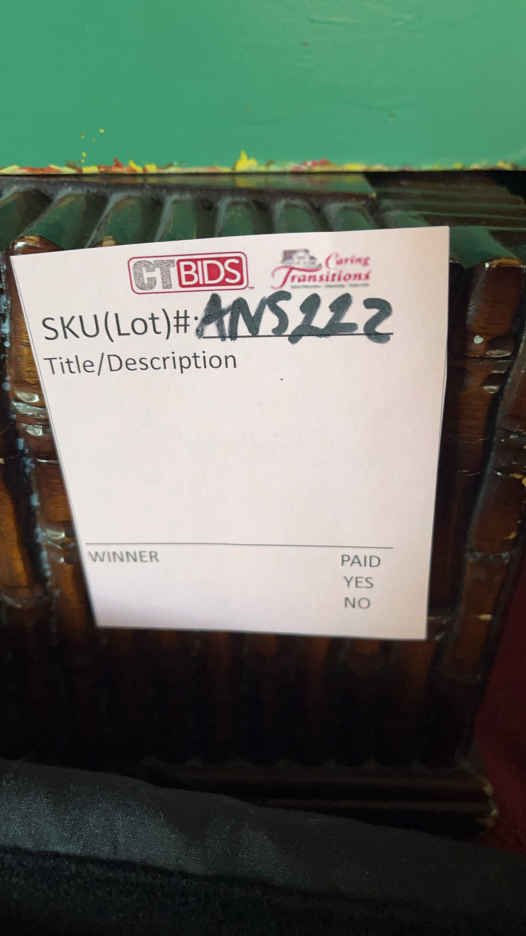 CTBIDS
Caring
Transitions
SKU(Lot)#: ANS222
Title/Description
WINNER
PAID
YES
NO